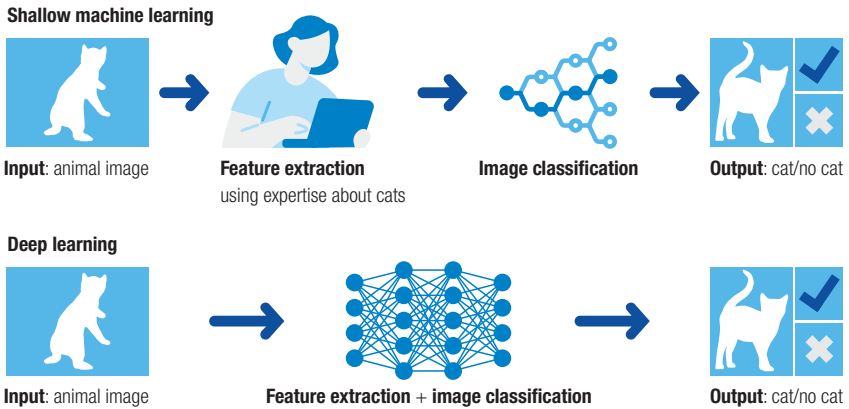 Shallow machine learning
Input: animal image
Feature extraction
using expertise about cats
Image classification
Output: cat/no cat
Deep learning
Input: animal image
Feature extraction + image classification
Output: cat/no cat